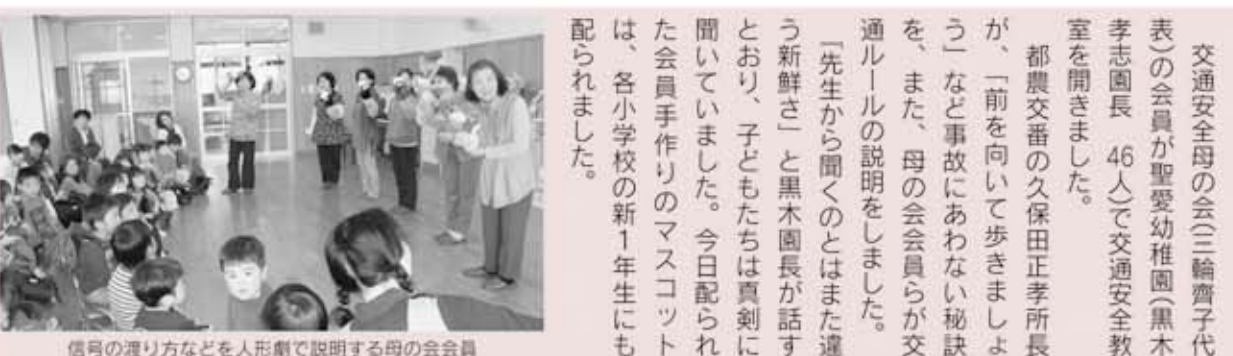 交通安全母の会(三輪齊子代
表)の会員が聖愛幼稚園(黒木
孝志園長　46人)で交通安全教
室を開きました。
都農交番の久保田正孝所長
が、「前を向いて歩きましょ
う」など事故にあわない秘訣
を、また、母の会会員らが交
通ルールの説明をしました。
「先生から聞くのとはまた違
う新鮮さ」と黒木園長が話す
とおり、子どもたちは真剣に
聞いていました。今日配られ
た会員手作りのマスコット
は、各小学校の新1年生にも
配られました。
信号の渡り方などを人形劇で説明する母の会会員